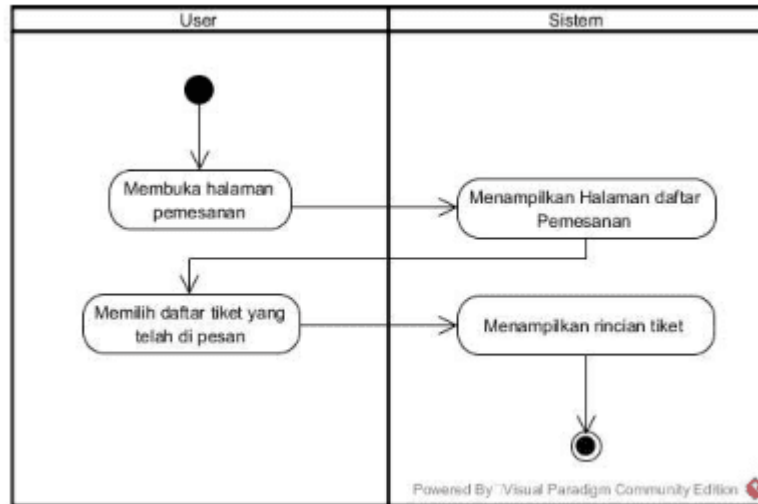 User
Sistem
Membuka halaman
pemesanan
Menampilkan Halaman daftar
Pemesanan
Memilih daftar tiket yang
telah di pesan
Menampilkan rincian tiket
Powered By Visual Paradigm Community Edition